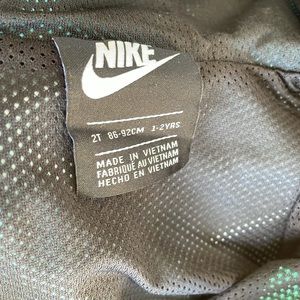 NIKE
2T 86-92CM 1-2YRS
MADE IN VIETNAM
FABRIQUÉ AU VIETNAM
HECHO EN VIETNAM